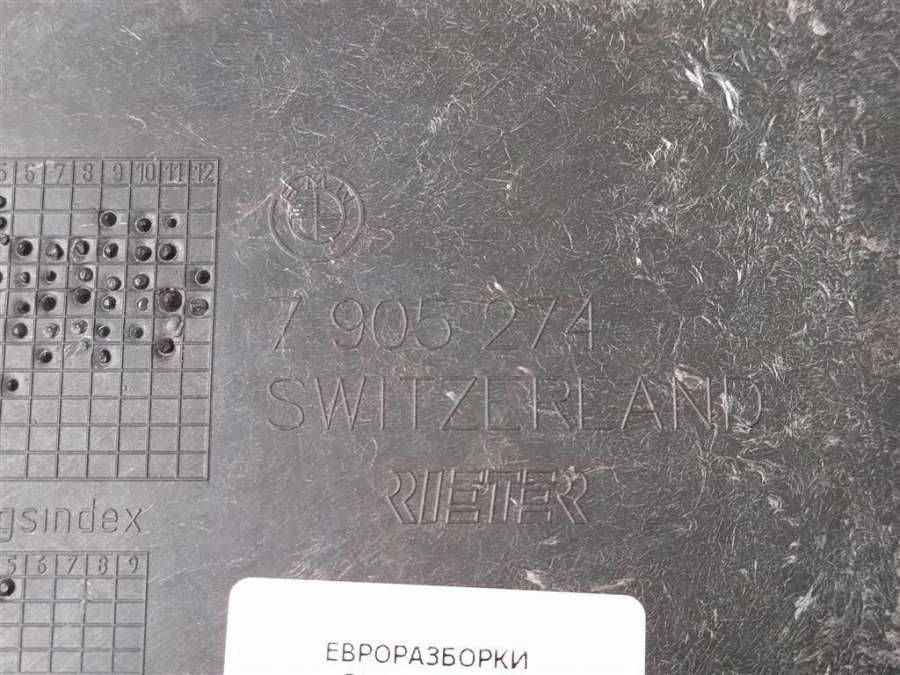 5 6 7 8 9 10 11 12
BMW
7 905 274
SWITZERLAND
RIETER
gsindex
5 6 7 8 9
ЕВРОРАЗБОРКИ